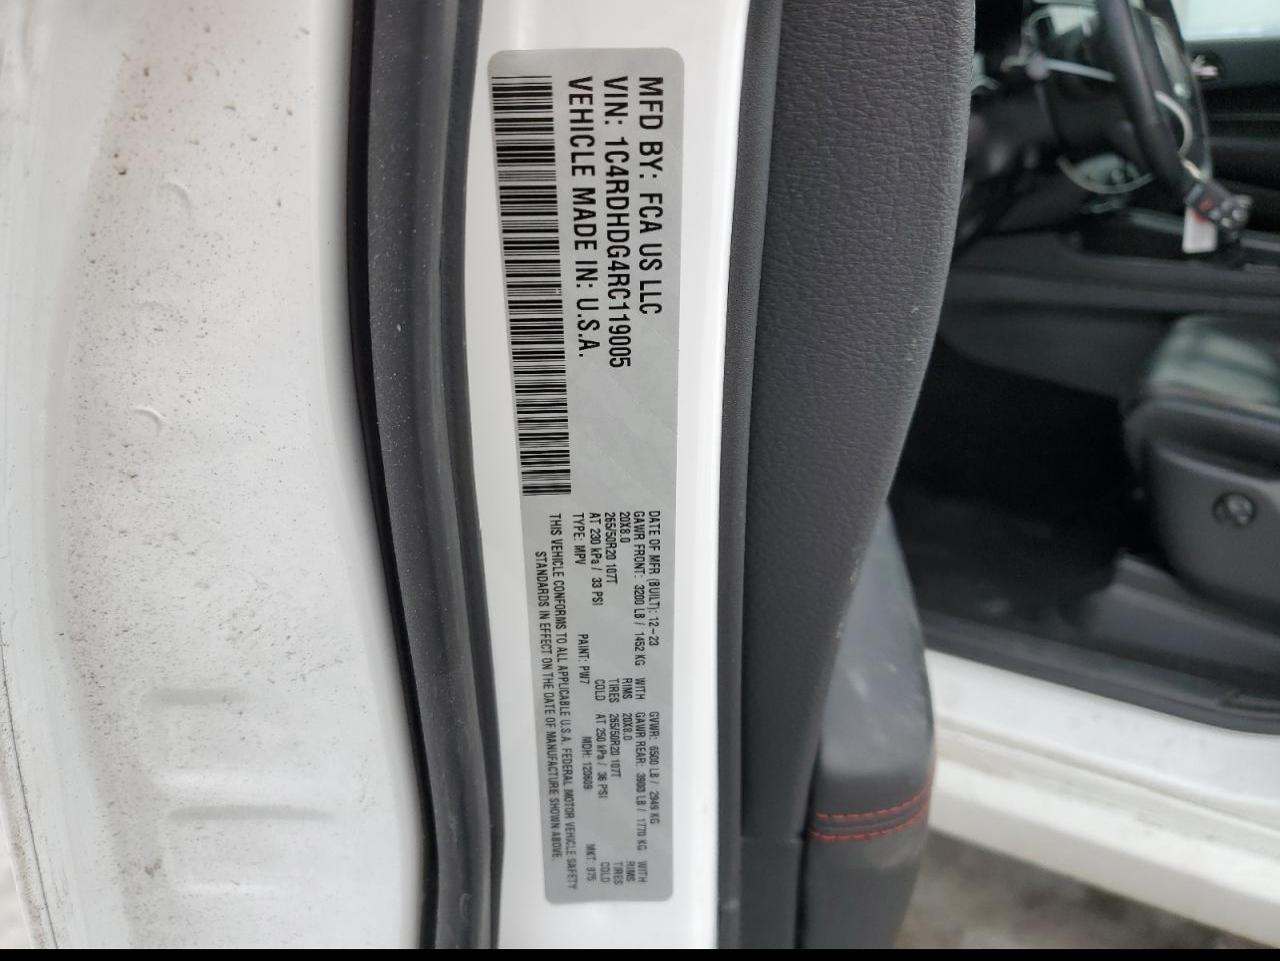 MFD BY: FCA US LLC
VIN: 1C4RDHDG4RC119005
VEHICLE MADE IN: U.S.A.
DATE OF MFR (BUILT): 12-23 GVWR: 6500 LB / 2949 KG
GAWR FRONT: 3200 LB / 1452 KG WITH GAWR REAR: 3900 LB / 1770 KG WITH
20X8.0 RIMS 20X8.0 RIMS
265/50R20 107T TIRES 265/50R20 107T TIRES
AT 230 kPa / 33 PSI COLD AT 250 kPa / 36 PSI COLD
TYPE: MPV PAINT: PW7 MDH: 120609 MKT: 875
THIS VEHICLE CONFORMS TO ALL APPLICABLE U.S.A. FEDERAL MOTOR VEHICLE SAFETY
STANDARDS IN EFFECT ON THE DATE OF MANUFACTURE SHOWN ABOVE.